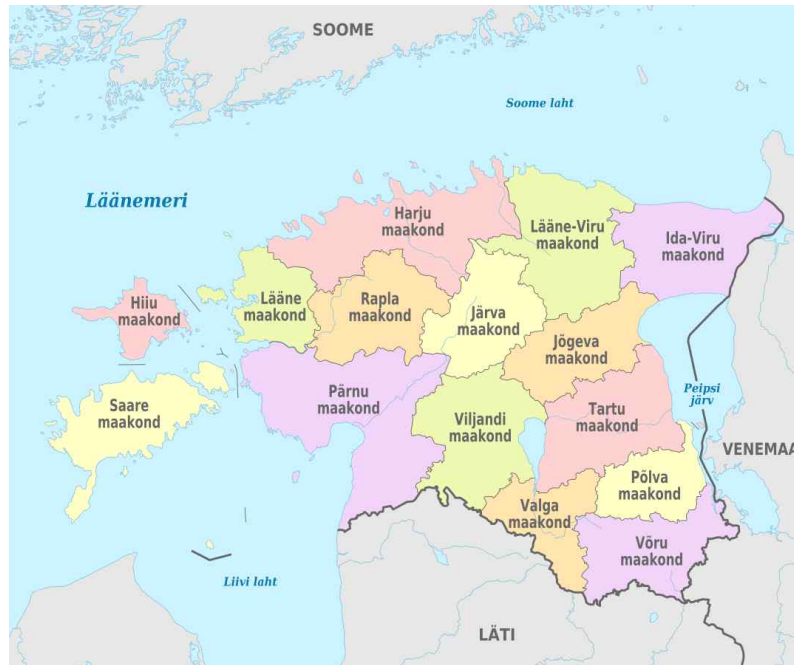 SOOME
Soome laht
Läänemeri
Harju
maakond
Lääne-Viru
maakond
Ida-Viru
maakond
Hiiu
maakond
Lääne
maakond
Rapla
maakond
Järva
maakond
Jõgeva
maakond
Saare
maakond
Pärnu
maakond
Viljandi
maakond
Tartu
maakond
Peipsi
järv
VENEMAA
Põlva
maakond
Valga
maakond
Võru
maakond
Liivi laht
LÄTI